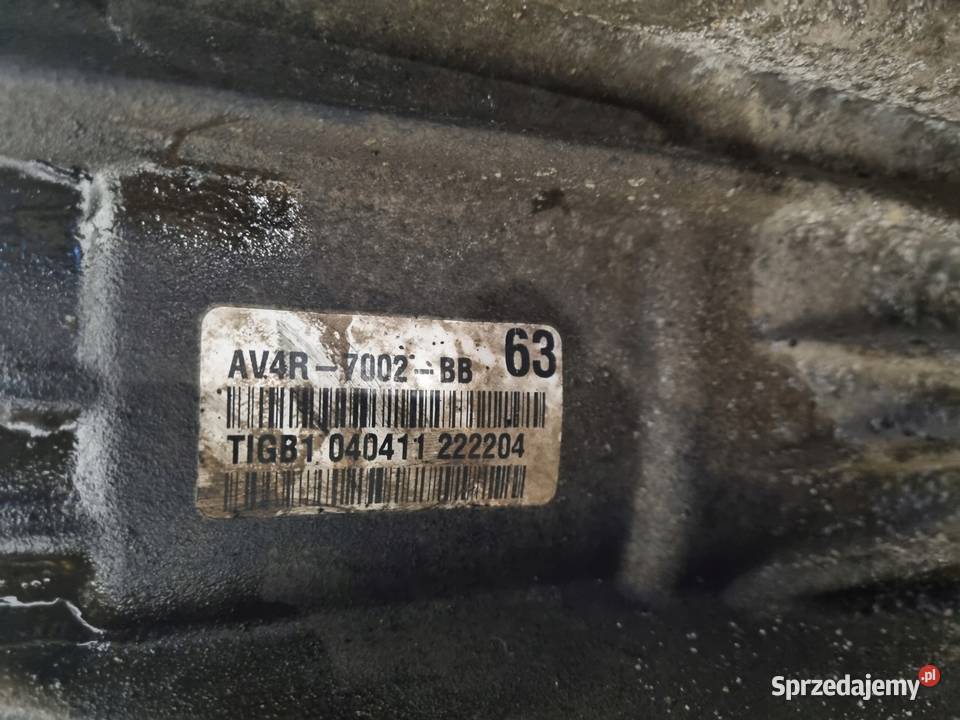 AV4R-7002-BB 63
TIGB1 040411 222204
Sprzedajemy.pl